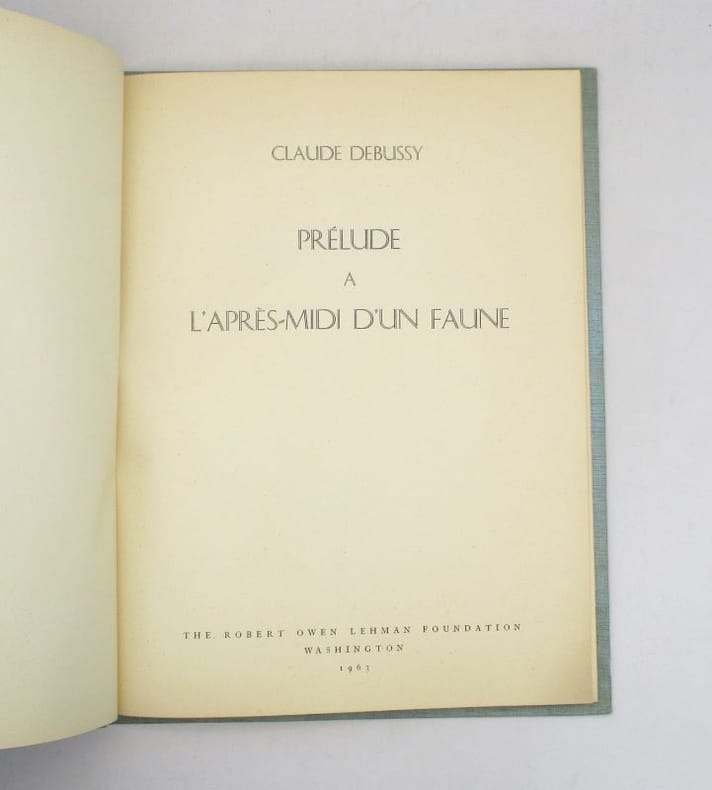 CLAUDE DEBUSSY
PRÉLUDE
A
L'APRÈS-MIDI D'UN FAUNE
THE ROBERT OWEN LEHMAN FOUNDATION
WASHINGTON
1963